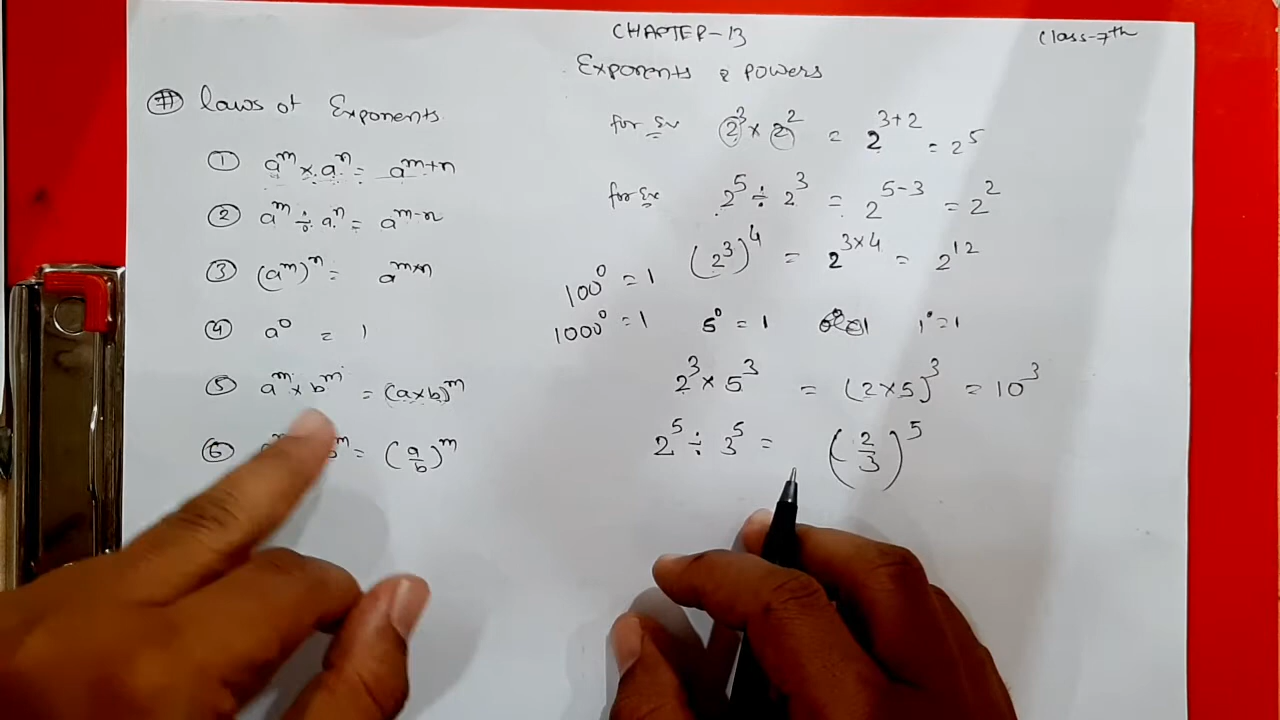 CHAPTER-13
Class-7th
Exponents & Powers
# Laws of Exponents
① a^m × a^n = a^m+n
for Ex 2^3 × 2^2 = 2^3+2 = 2^5
② a^m ÷ a^n = a^m-n
for Ex 2^5 ÷ 2^3 = 2^5-3 = 2^2
③ (a^m)^n = a^m×n
(2^3)^4 = 2^3×4 = 2^12
100^0 = 1
④ a^0 = 1
1000^0 = 1 5^0 = 1 1^0 = 1
⑤ a^m × b^m = (a×b)^m
2^3 × 5^3 = (2×5)^3 = 10^3
⑥ = (a/b)^m
2^5 ÷ 3^5 = (2/3)^5